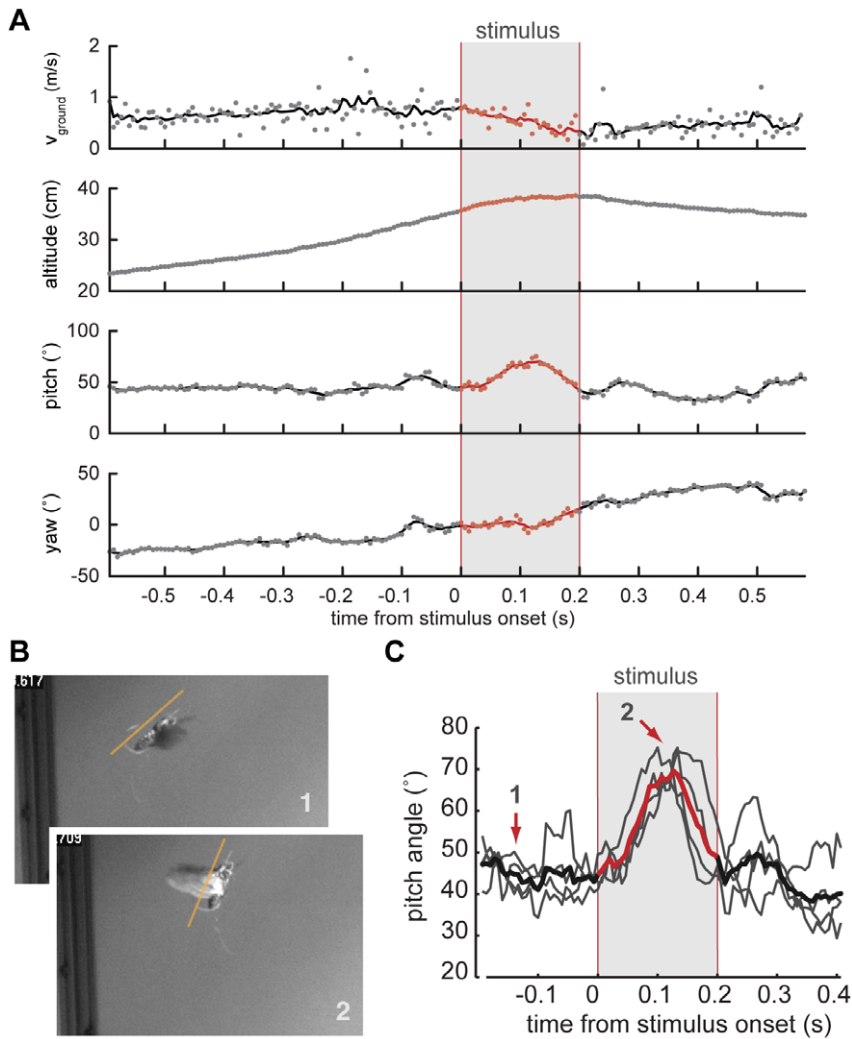 A
stimulus
v ground (m/s)
2
1
0
altitude (cm)
40
30
20
pitch (˚)
100
50
0
yaw (˚)
50
0
-50
-0.5 -0.4 -0.3 -0.2 -0.1 0 0.1 0.2 0.3 0.4 0.5
time from stimulus onset (s)
B
.617
1
.709
2
C
stimulus
pitch angle (˚)
80
70
60
50
40
30
20
1
2
-0.1 0 0.1 0.2 0.3 0.4
time from stimulus onset (s)